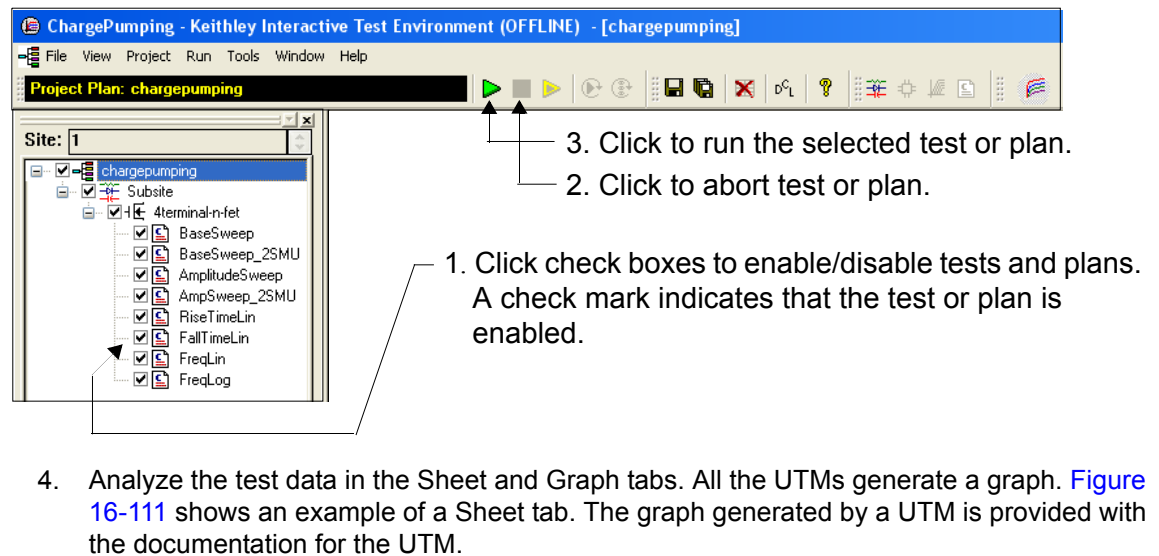 ChargePumping - Keithley Interactive Test Environment (OFFLINE) - [chargepumping]
File View Project Run Tools Window Help
Project Plan: chargepumping
Site: 1
chargepumping
Subsite
4terminal-n-fet
BaseSweep
BaseSweep_2SMU
AmplitudeSweep
AmpSweep_2SMU
RiseTimeLin
FallTimeLin
FreqLin
FreqLog
3. Click to run the selected test or plan.
2. Click to abort test or plan.
1. Click check boxes to enable/disable tests and plans.
A check mark indicates that the test or plan is
enabled.
4. Analyze the test data in the Sheet and Graph tabs. All the UTMs generate a graph. Figure
16-111 shows an example of a Sheet tab. The graph generated by a UTM is provided with
the documentation for the UTM.